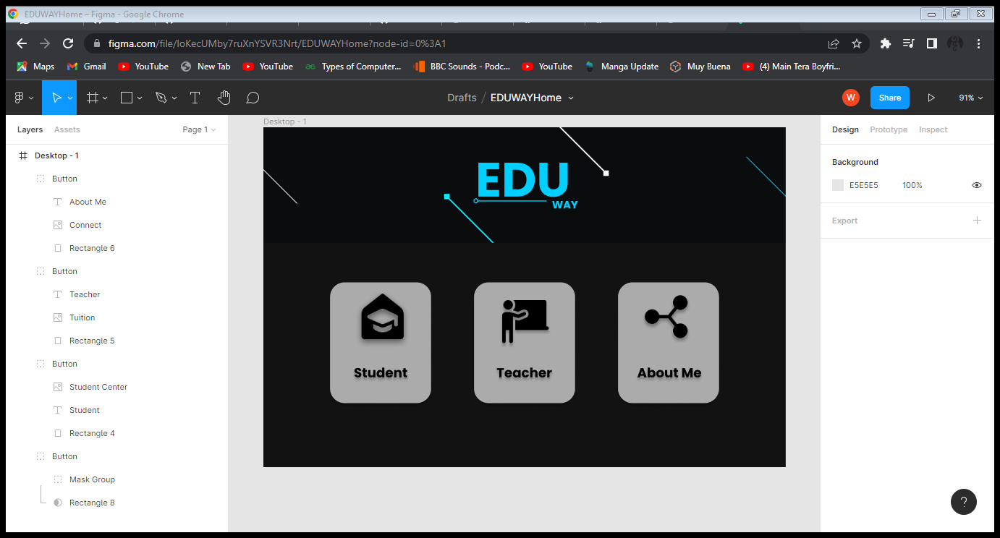 EDUWAYHome – Figma - Google Chrome
figma.com/file/loKecUMby7ruXnYSVR3Nrt/EDUWAYHome?node-id=0%3A1
Maps Gmail YouTube New Tab YouTube Types of Computer... BBC Sounds - Podc... YouTube Manga Update Muy Buena (4) Main Tera Boyfri...
Drafts / EDUWAYHome W Share 91%
Layers Assets Page 1
Desktop - 1
Button
About Me
Connect
Rectangle 6
Button
Teacher
Tuition
Rectangle 5
Button
Student Center
Student
Rectangle 4
Button
Mask Group
Rectangle 8
Desktop - 1
EDU
WAY
Student Teacher About Me
Design Prototype Inspect
Background
E5E5E5 100%
Export
?